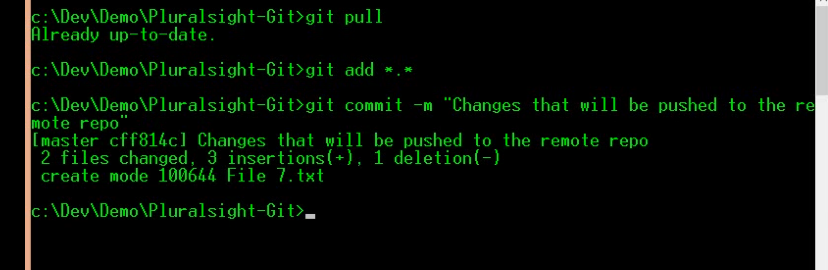 c:\Dev\Demo\Pluralsight-Git>git pull
Already up-to-date.
c:\Dev\Demo\Pluralsight-Git>git add *.*
c:\Dev\Demo\Pluralsight-Git>git commit -m "Changes that will be pushed to the re
mote repo"
[master cff814c] Changes that will be pushed to the remote repo
2 files changed, 3 insertions(+), 1 deletion(-)
create mode 100644 File 7.txt
c:\Dev\Demo\Pluralsight-Git>